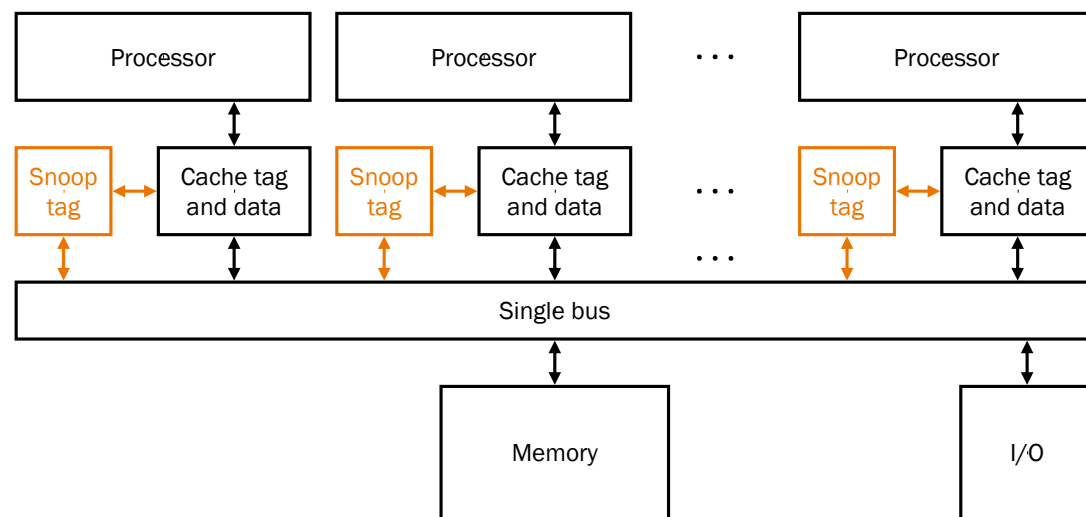 Processor
Processor
. . .
Processor
Snoop
tag
Cache tag
and data
Snoop
tag
Cache tag
and data
. . .
Snoop
tag
Cache tag
and data
. . .
Single bus
Memory
I/O